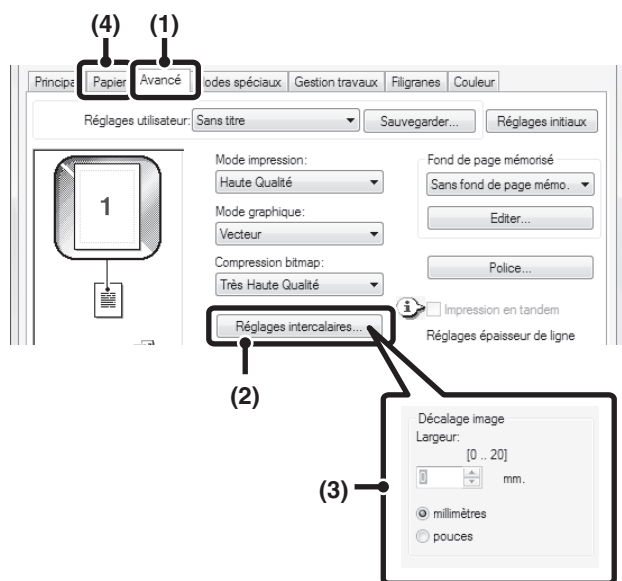 (4) (1)
Principa Papier Avancé odes spéciaux Gestion travaux Filigranes Couleur
Réglages utilisateur: Sans titre Sauvegarder... Réglages initiaux
Mode impression: Fond de page mémorisé
Haute Qualité Sans fond de page mémo.
1
Mode graphique: Editer...
Vecteur
Compression bitmap: Police...
Très Haute Qualité
Impression en tandem
Réglages intercalaires... Réglages épaisseur de ligne
(2)
Décalage image
Largeur:
[0 .. 20]
(3)
0 mm.
millimètres
pouces